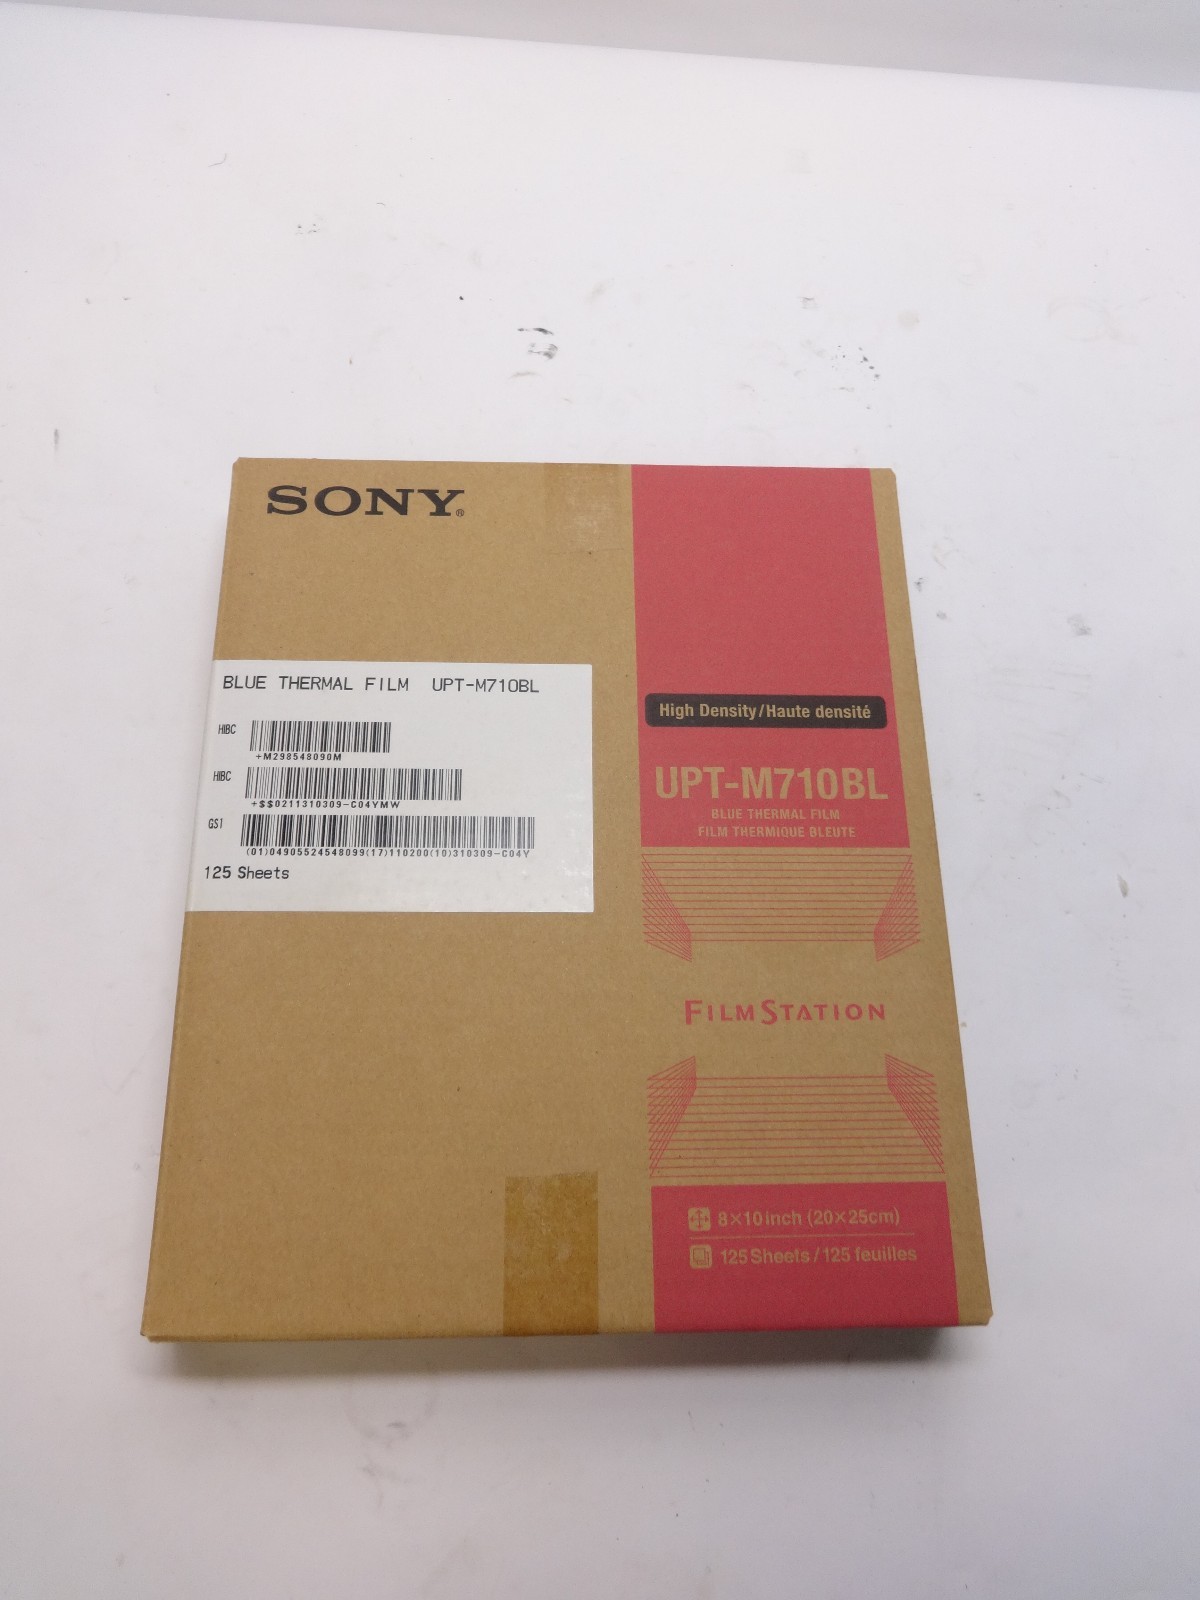 SONY®
BLUE THERMAL FILM UPT-M710BL
HIBC
+M298548090M
HIBC
+$$0211310309-C04YMW
GS1
(01)04905524548099(17)110200(10)310309-C04Y
125 Sheets
High Density/Haute densité
UPT-M710BL
BLUE THERMAL FILM
FILM THERMIQUE BLEUTE
FILMSTATION
8×10inch (20×25cm)
125 Sheets / 125 feuilles